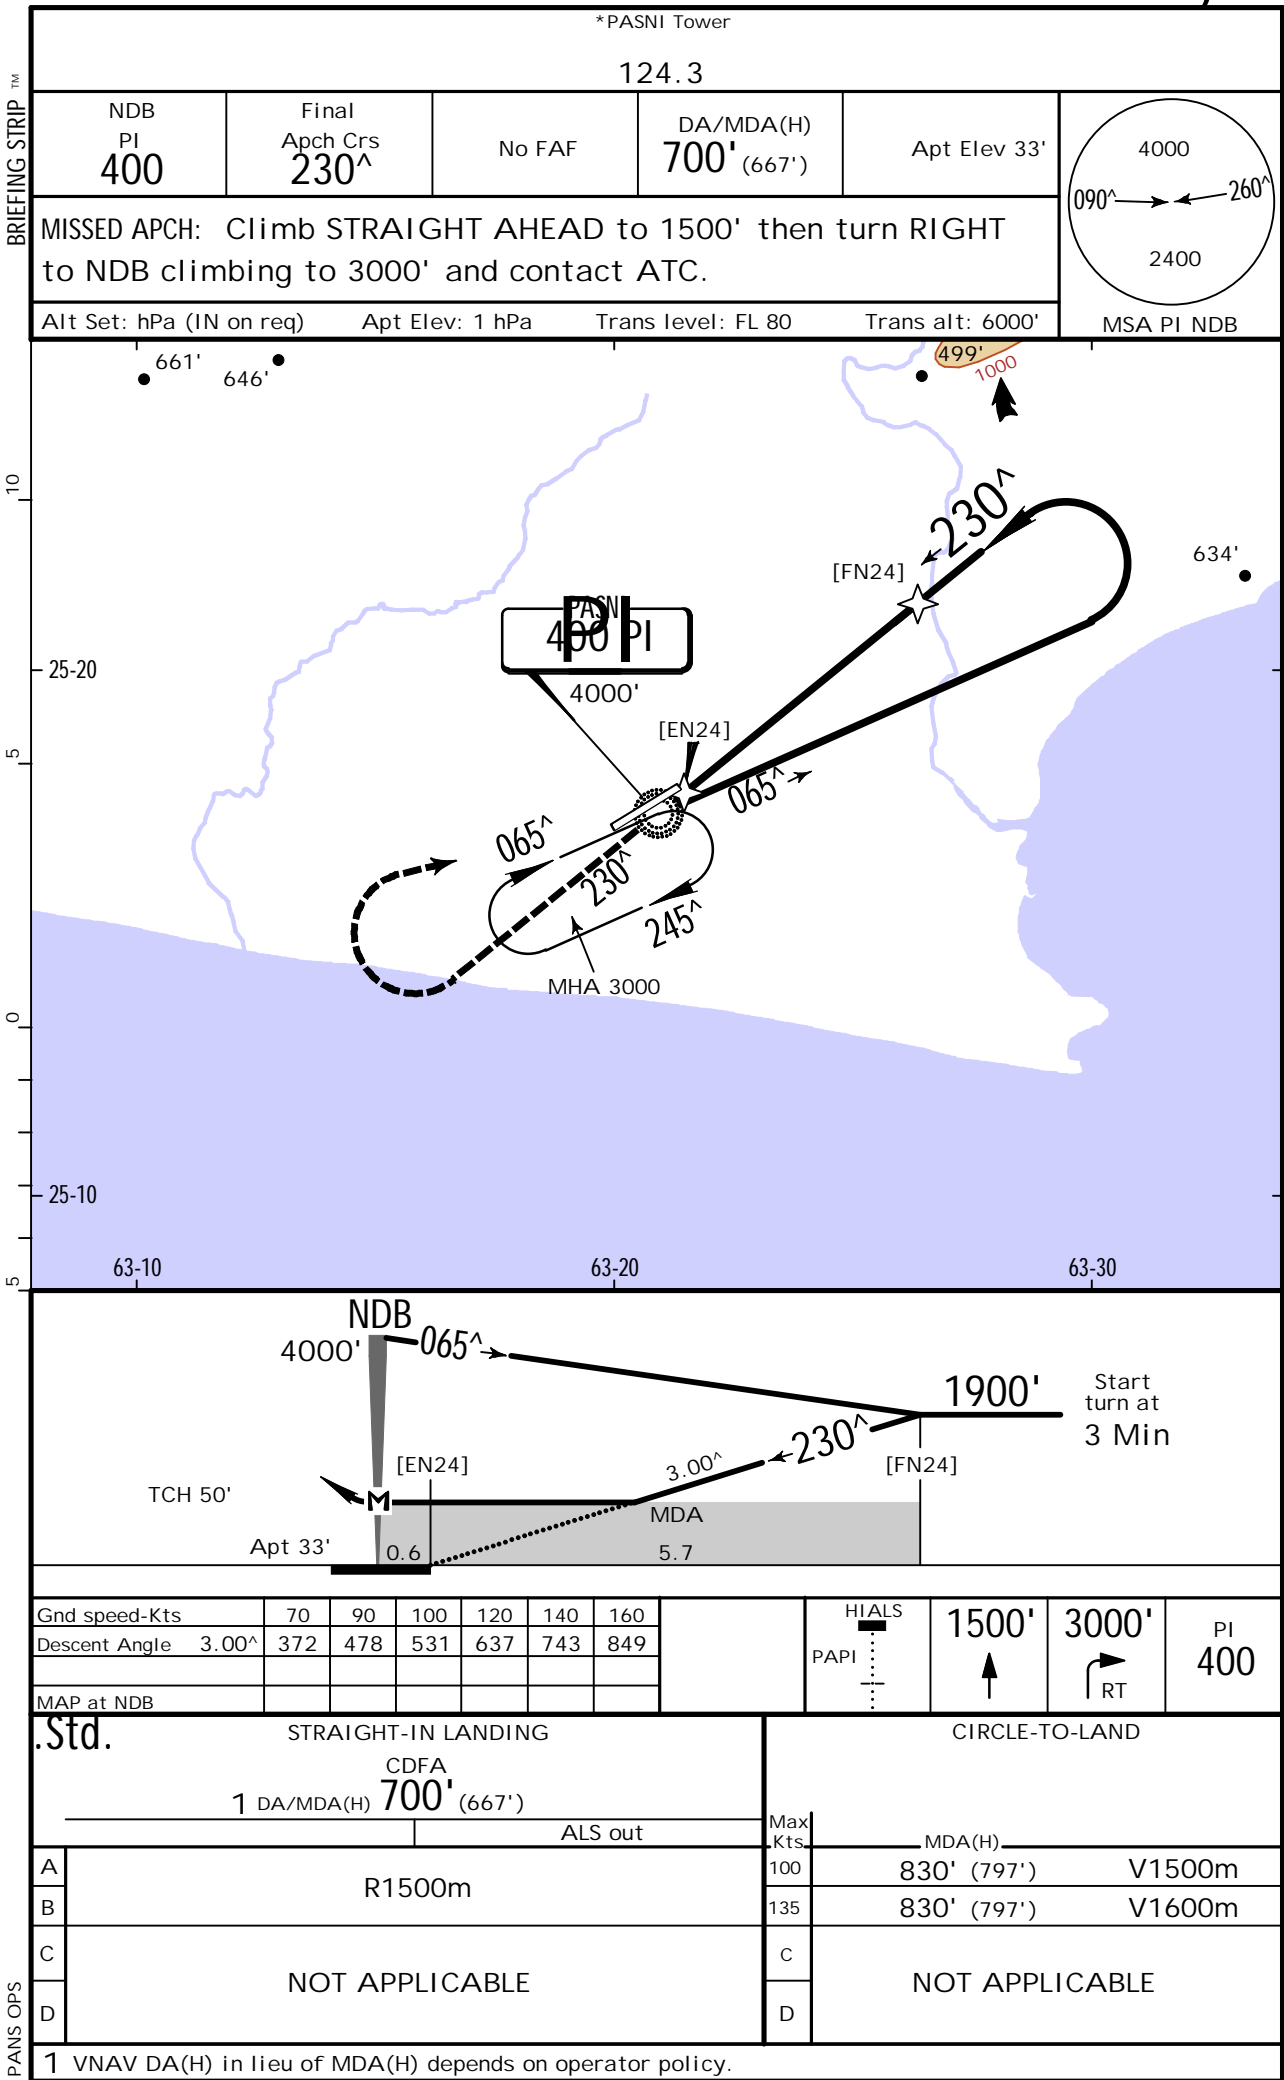 *PASNI Tower
124.3
BRIEFING STRIP ™
NDB
PI
400
Final
Apch Crs
230^
No FAF
DA/MDA(H)
700' (667')
Apt Elev 33'
4000
090^
260^
2400
MSA PI NDB
MISSED APCH: Climb STRAIGHT AHEAD to 1500' then turn RIGHT
to NDB climbing to 3000' and contact ATC.
Alt Set: hPa (IN on req) Apt Elev: 1 hPa Trans level: FL 80 Trans alt: 6000'
661'
646'
499'
1000
10
230^
[FN24]
634'
PASNI
PI
400 PI
25-20
4000'
[EN24]
5
065^
065^
230^
245^
MHA 3000
0
25-10
5
63-10
63-20
63-30
NDB
4000'
065^
1900'
Start
turn at
3 Min
230^
3.00^
[EN24]
[FN24]
TCH 50'
M
MDA
Apt 33'
0.6
5.7
Gnd speed-Kts 70 90 100 120 140 160
Descent Angle 3.00^ 372 478 531 637 743 849
MAP at NDB
HIALS
PAPI
1500'
3000'
RT
PI
400
.Std.
STRAIGHT-IN LANDING
CDFA
1 DA/MDA(H) 700' (667')
ALS out
A
B
R1500m
C
D
NOT APPLICABLE
CIRCLE-TO-LAND
Max
Kts
MDA(H)
100 830' (797') V1500m
135 830' (797') V1600m
C
D
NOT APPLICABLE
PANS OPS
1 VNAV DA(H) in lieu of MDA(H) depends on operator policy.